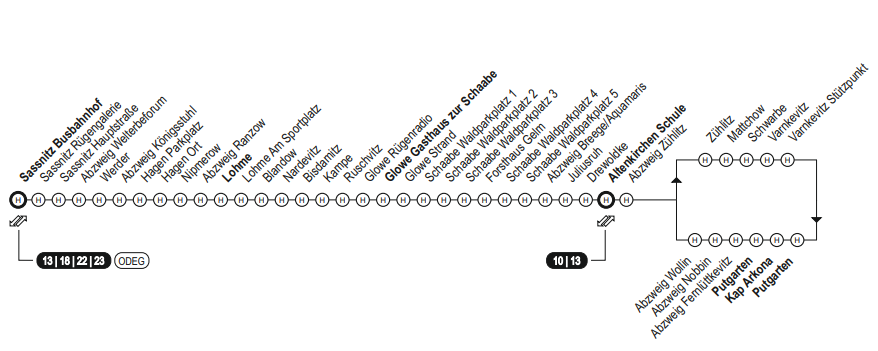 Sassnitz Busbahnhof
Sassnitz Rügengalerie
Sassnitz Hauptstraße
Abzweig Weiterbeforum
Werder
Abzweig Königsstuhl
Hagen Parkplatz
Hagen Ort
Nipmerow
Abzweig Ranzow
Lohme
Lohme Am Sportplatz
Blandow
Nardevitz
Bisdamitz
Kampe
Ruschvitz
Glowe Rügenradio
Glowe Gasthaus zur Schaabe
Glowe Strand
Schaabe Waldparkplatz 1
Schaabe Waldparkplatz 2
Schaabe Waldparkplatz 3
Forsthaus Gelm
Schaabe Waldparkplatz 4
Schaabe Waldparkplatz 5
Abzweig Breege/Aquamaris
Juliusruh
Drewoldke
Altenkirchen Schule
Abzweig Zühlitz
Zühlitz
Mattchow
Schwarbe
Varnkevitz
Varnkevitz Stützpunkt
H H H H H H H H H H H H H H H H H H H H H H H H H H H H H H H
H H H H H
H H H H H H
13 | 18 | 22 | 23
ODEG
10 | 13
Abzweig Wollin
Abzweig Nobbin
Abzweig Fernlüttkevitz
Putgarten
Kap Arkona
Putgarten